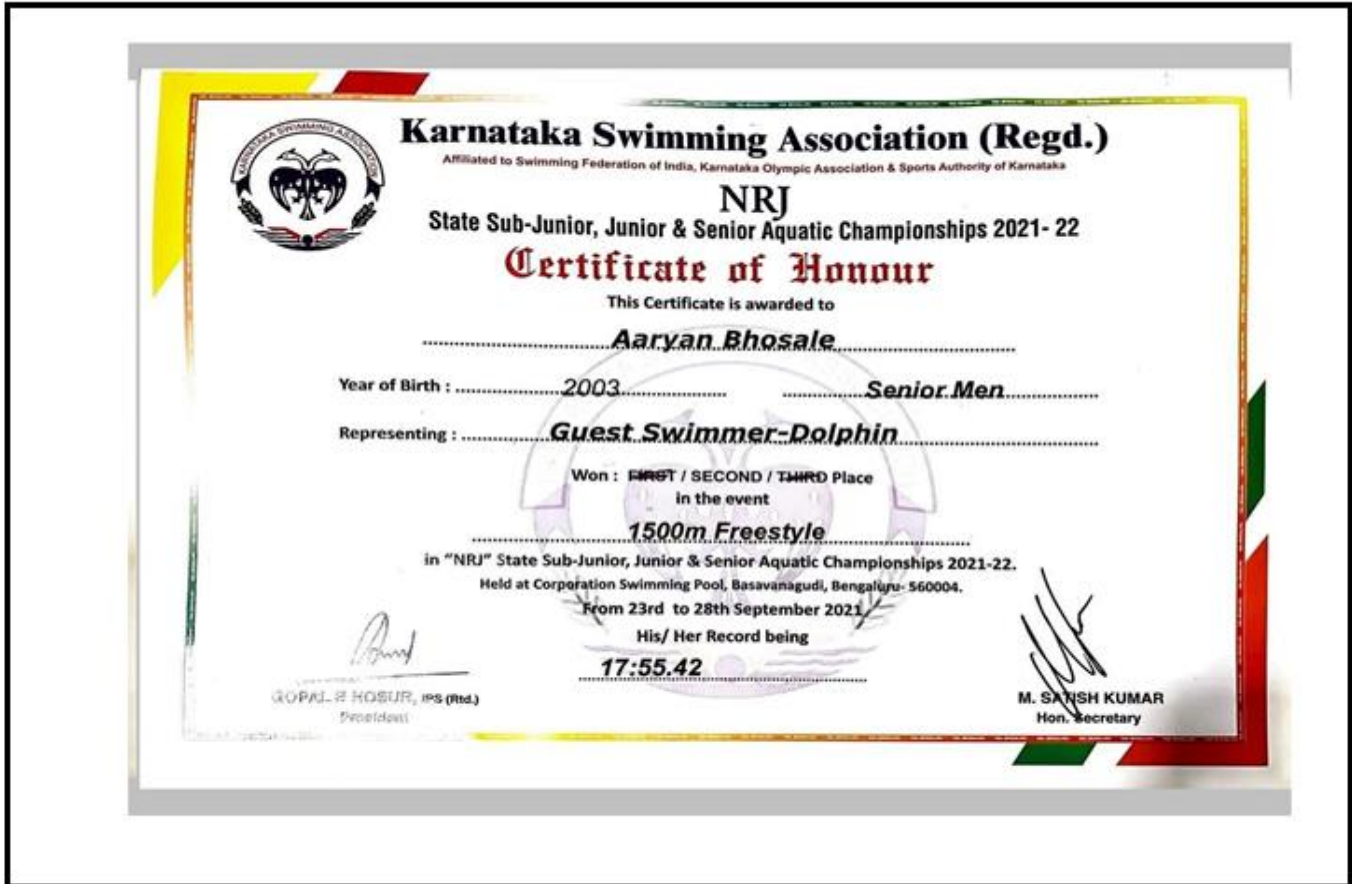 KARNATAKA SWIMMING ASSOCIATION
Karnataka Swimming Association (Regd.)
Affiliated to Swimming Federation of India, Karnataka Olympic Association & Sports Authority of Karnataka
NRJ
State Sub-Junior, Junior & Senior Aquatic Championships 2021- 22
Certificate of Honour
This Certificate is awarded to
Aaryan Bhosale
Year of Birth : 2003 Senior Men
Representing : Guest Swimmer-Dolphin
Won : FIRST / SECOND / THIRD Place
in the event
1500m Freestyle
in "NRJ" State Sub-Junior, Junior & Senior Aquatic Championships 2021-22.
Held at Corporation Swimming Pool, Basavanagudi, Bengaluru- 560004.
From 23rd to 28th September 2021.
His/ Her Record being
17:55.42
GOPAL HOSUR, IPS (Rtd.)
President
M. SATISH KUMAR
Hon. Secretary